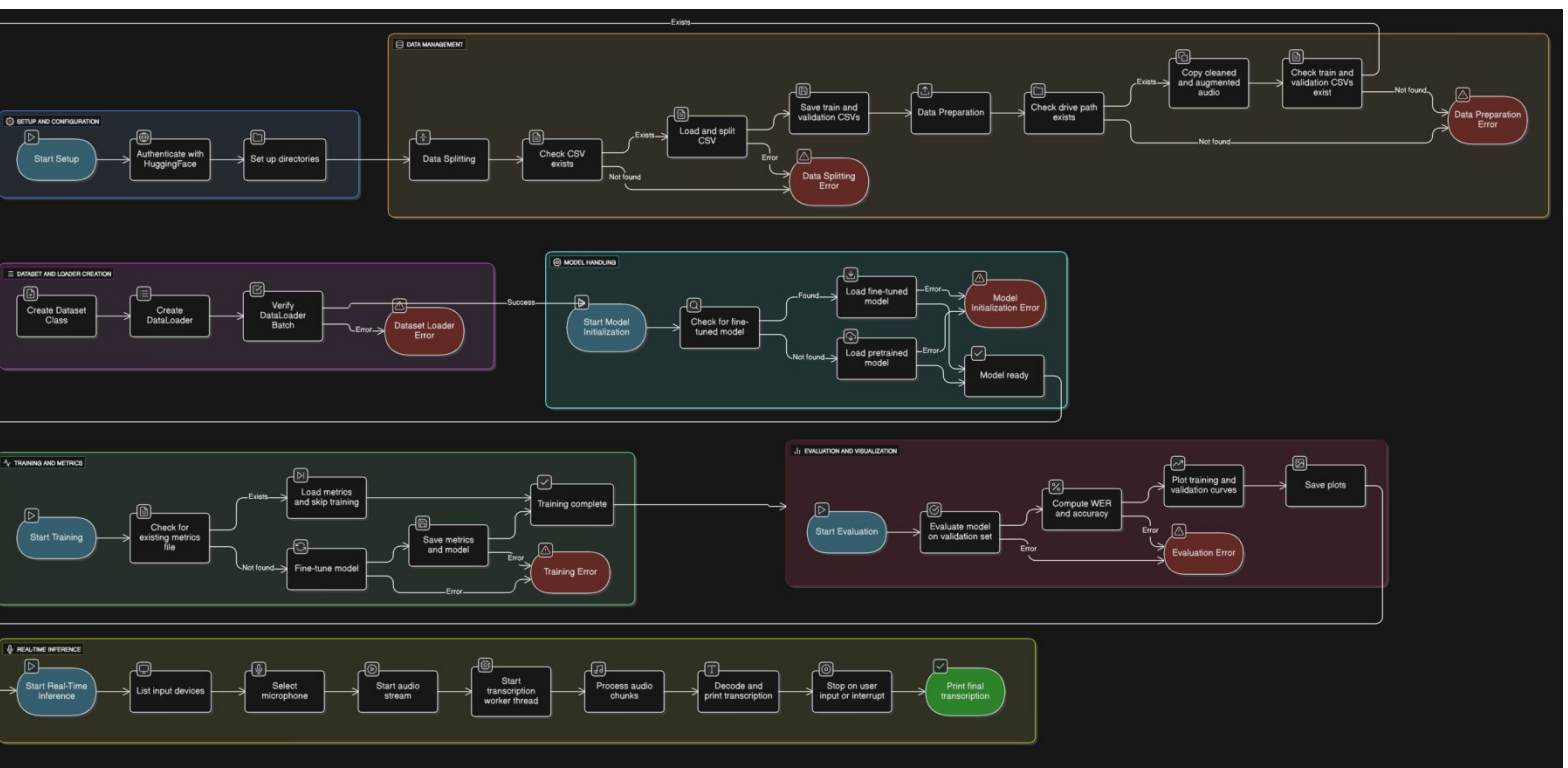 Exists
DATA MANAGEMENT
Copy cleaned
and augmented
audio
Check train and
validation CSVs
exist
Exists
Not found
Save train and
validation CSVs
Data Preparation
Check drive path
exists
Data Preparation
Error
Not found
SETUP AND CONFIGURATION
Start Setup
Authenticate with
HuggingFace
Set up directories
Data Splitting
Check CSV
exists
Exists
Load and split
CSV
Not found
Error
Data Splitting
Error
DATASET AND LOADER CREATION
Create Dataset
Class
Create
DataLoader
Verify
DataLoader
Batch
Error
Dataset Loader
Error
Success
MODEL HANDLING
Start Model
Initialization
Check for fine-
tuned model
Found
Load fine-tuned
model
Error
Model
Initialization Error
Not found
Load pretrained
model
Error
Model ready
TRAINING AND METRICS
Start Training
Check for
existing metrics
file
Exists
Load metrics
and skip training
Training complete
Not found
Fine-tune model
Save metrics
and model
Error
Error
Training Error
EVALUATION AND VISUALIZATION
Start Evaluation
Evaluate model
on validation set
Compute WER
and accuracy
Plot training and
validation curves
Save plots
Error
Error
Evaluation Error
REAL-TIME INFERENCE
Start Real-Time
Inference
List input devices
Select
microphone
Start audio
stream
Start
transcription
worker thread
Process audio
chunks
Decode and
print transcription
Stop on user
input or interrupt
Print final
transcription